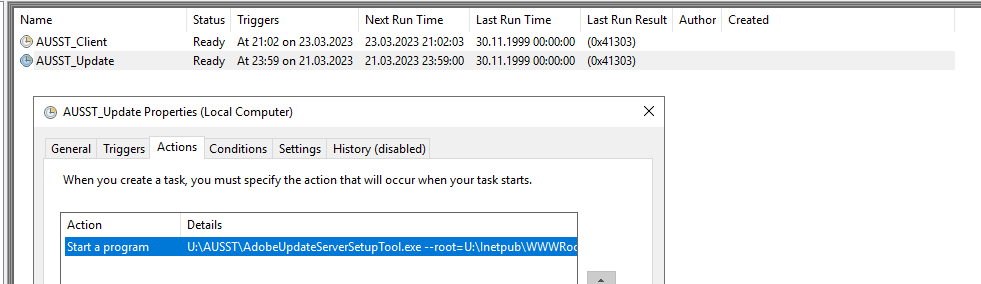 Name Status Triggers Next Run Time Last Run Time Last Run Result Author Created
AUSST_Client Ready At 21:02 on 23.03.2023 23.03.2023 21:02:03 30.11.1999 00:00:00 (0x41303)
AUSST_Update Ready At 23:59 on 21.03.2023 21.03.2023 23:59:00 30.11.1999 00:00:00 (0x41303)
AUSST_Update Properties (Local Computer)
General Triggers Actions Conditions Settings History (disabled)
When you create a task, you must specify the action that will occur when your task starts.
Action Details
Start a program U:\AUSST\AdobeUpdateServerSetupTool.exe --root=U:\Inetpub\WWWRoo